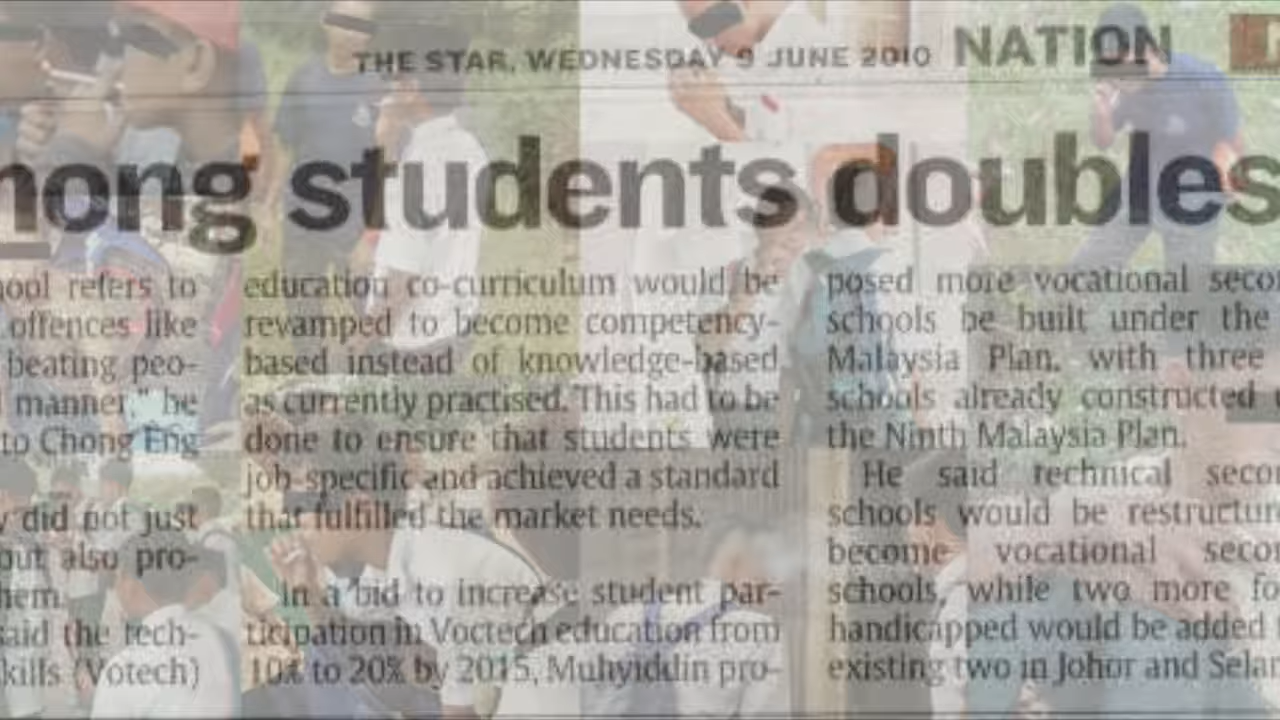 THE STAR, WEDNESDAY 9 JUNE 2010 NATION
mong students doubles
hool refers to
offences like
beating peo-
manner," he
to Chong Eng
did not just
but also pro-
hem.
said the tech-
kills (Votech)
education co-curriculum would be
revamped to become competency-
based instead of knowledge-based
as currently practised. This had to be
done to ensure that students were
job-specific and achieved a standard
that fulfilled the market needs.
In a bid to increase student par-
ticipation in Voctech education from
10% to 20% by 2015, Muhyiddin pro-
posed more vocational secon
schools be built under the
Malaysia Plan, with three
schools already constructed
the Ninth Malaysia Plan.
He said technical secon
schools would be restructur
become vocational secon
schools, while two more fo
handicapped would be added
existing two in Johor and Selan